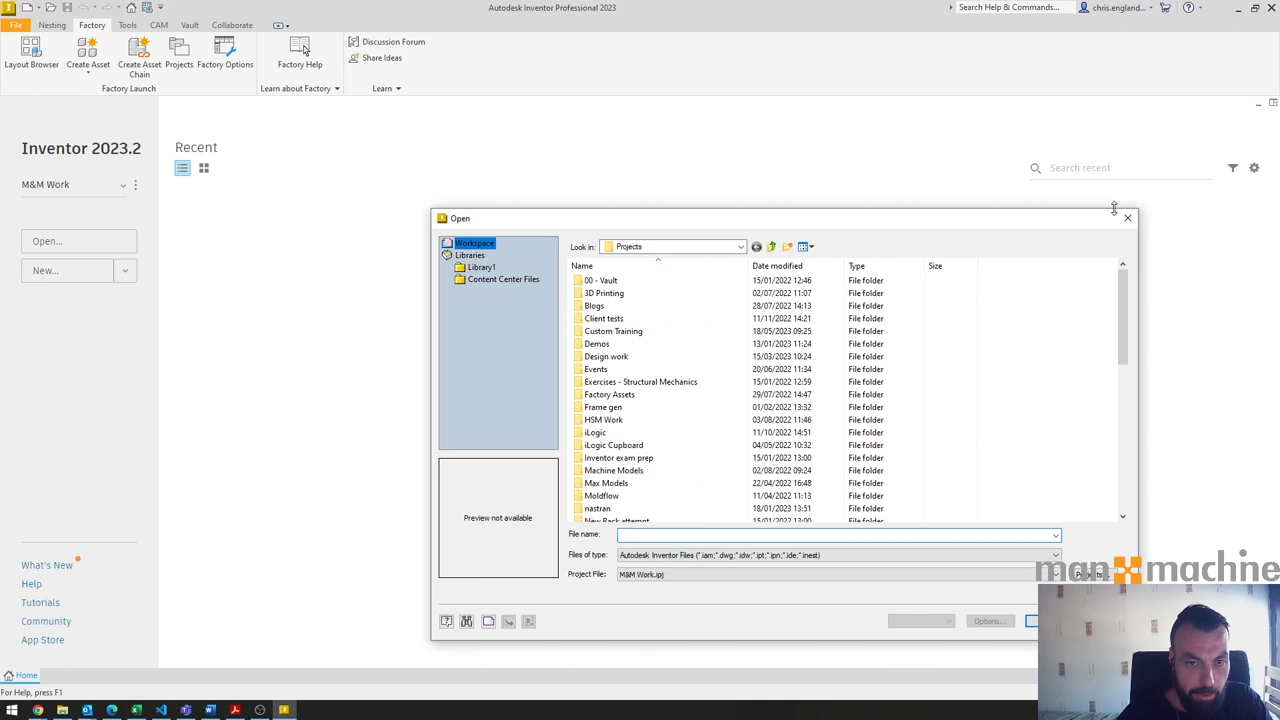 Autodesk Inventor Professional 2023
Search Help & Commands...
chris.england...
File Nesting Factory Tools CAM Vault Collaborate
Layout Browser
Create Asset
Create Asset Chain
Projects
Factory Options
Factory Help
Discussion Forum
Share Ideas
Factory Launch
Learn about Factory
Learn
Inventor 2023.2
Recent
M&M Work
Search recent
Open...
New...
Open
Workspace
Libraries
Library1
Content Center Files
Look in: Projects
Name Date modified Type Size
00 - Vault 15/01/2022 12:46 File folder
3D Printing 02/07/2022 11:07 File folder
Blogs 28/07/2022 14:13 File folder
Client tests 11/11/2022 14:21 File folder
Custom Training 18/05/2023 09:25 File folder
Demos 13/01/2023 11:24 File folder
Design work 15/03/2023 10:24 File folder
Events 20/06/2022 11:34 File folder
Exercises - Structural Mechanics 15/01/2022 12:59 File folder
Factory Assets 29/07/2022 14:47 File folder
Frame gen 01/02/2022 13:32 File folder
HSM Work 03/08/2022 11:46 File folder
iLogic 11/10/2022 14:51 File folder
iLogic Cupboard 04/05/2022 10:32 File folder
Inventor exam prep 15/01/2022 13:00 File folder
Machine Models 02/08/2022 09:24 File folder
Max Models 22/04/2022 16:48 File folder
Moldflow 11/04/2022 11:13 File folder
nastran 18/01/2023 13:51 File folder
New Rack attempt 15/01/2022 13:00 File folder
Preview not available
File name:
Files of type: Autodesk Inventor Files (*.iam;*.dwg;*.idw;*.ipt;*.ipn;*.ide;*.inest)
Project File: M&M Work.ipj
Projects...
Options...
man machine
What's New
Help
Tutorials
Community
App Store
Home
For Help, press F1